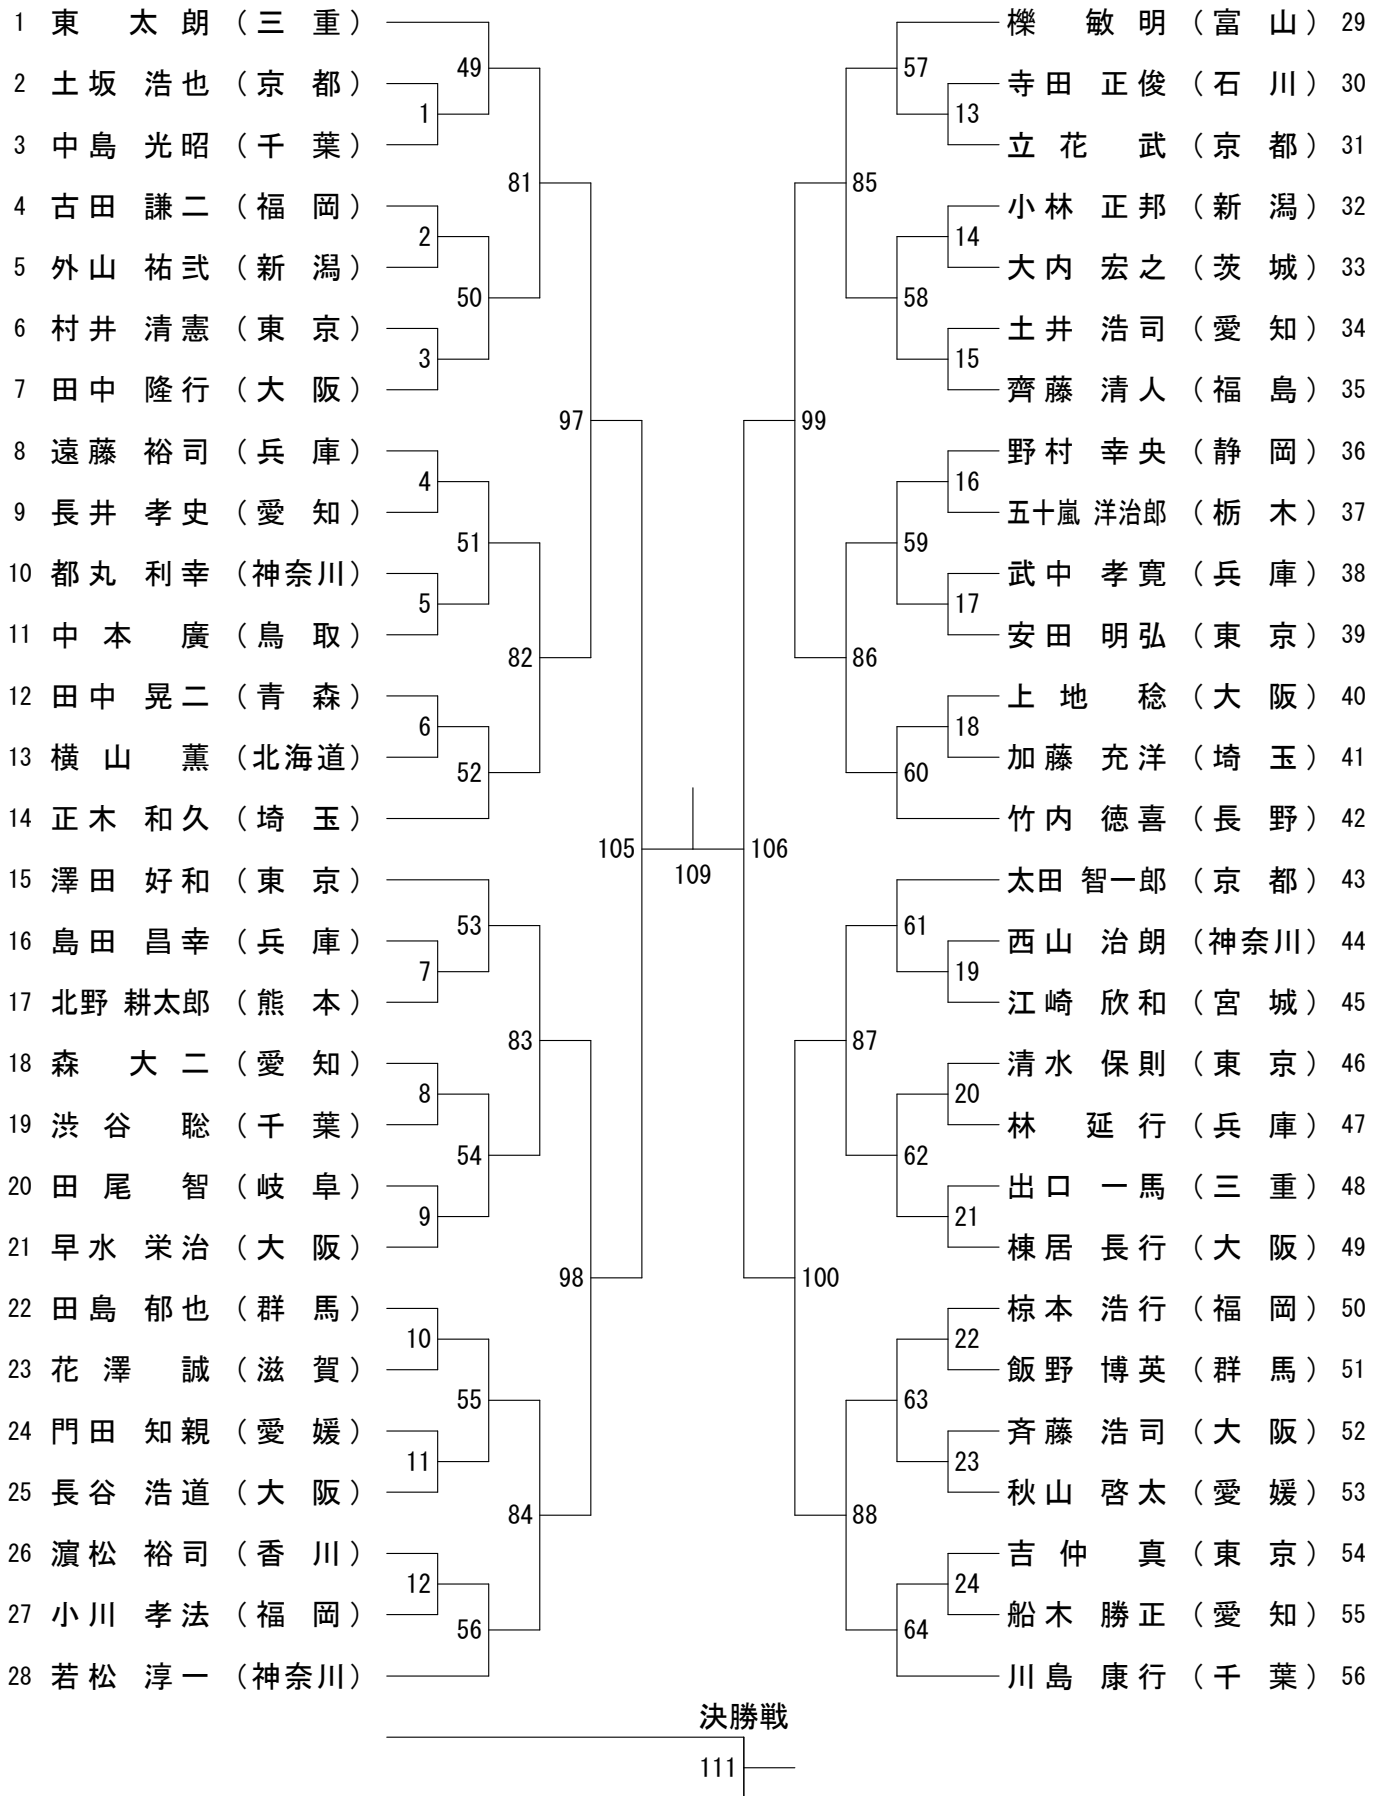 1 東 太朗 (三 重)
2 土坂 浩也 (京 都)
3 中島 光昭 (千 葉)
4 古田 謙二 (福 岡)
5 外山 祐弐 (新 潟)
6 村井 清憲 (東 京)
7 田中 隆行 (大 阪)
8 遠藤 裕司 (兵 庫)
9 長井 孝史 (愛 知)
10 都丸 利幸 (神奈川)
11 中本 廣 (鳥 取)
12 田中 晃二 (青 森)
13 横山 薫 (北海道)
14 正木 和久 (埼 玉)
15 澤田 好和 (東 京)
16 島田 昌幸 (兵 庫)
17 北野 耕太郎 (熊 本)
18 森 大二 (愛 知)
19 渋谷 聡 (千 葉)
20 田尾 智 (岐 阜)
21 早水 栄治 (大 阪)
22 田島 郁也 (群 馬)
23 花澤 誠 (滋 賀)
24 門田 知親 (愛 媛)
25 長谷 浩道 (大 阪)
26 濵松 裕司 (香 川)
27 小川 孝法 (福 岡)
28 若松 淳一 (神奈川)
49
1
81
2
50
3
97
4
51
5
82
6
52
105
53
7
83
8
54
9
98
10
55
11
84
12
56
109
106
57
13
85
14
58
15
99
16
59
17
86
18
60
61
19
87
20
62
21
100
22
63
23
88
24
64
櫟 敏明 (富 山) 29
寺田 正俊 (石 川) 30
立花 武 (京 都) 31
小林 正邦 (新 潟) 32
大内 宏之 (茨 城) 33
土井 浩司 (愛 知) 34
齊藤 清人 (福 島) 35
野村 幸央 (静 岡) 36
五十嵐 洋治郎 (栃 木) 37
武中 孝寛 (兵 庫) 38
安田 明弘 (東 京) 39
上地 稔 (大 阪) 40
加藤 充洋 (埼 玉) 41
竹内 徳喜 (長 野) 42
太田 智一郎 (京 都) 43
西山 治朗 (神奈川) 44
江崎 欣和 (宮 城) 45
清水 保則 (東 京) 46
林 延行 (兵 庫) 47
出口 一馬 (三 重) 48
棟居 長行 (大 阪) 49
椋本 浩行 (福 岡) 50
飯野 博英 (群 馬) 51
斉藤 浩司 (大 阪) 52
秋山 啓太 (愛 媛) 53
吉仲 真 (東 京) 54
船木 勝正 (愛 知) 55
川島 康行 (千 葉) 56
決勝戦
111